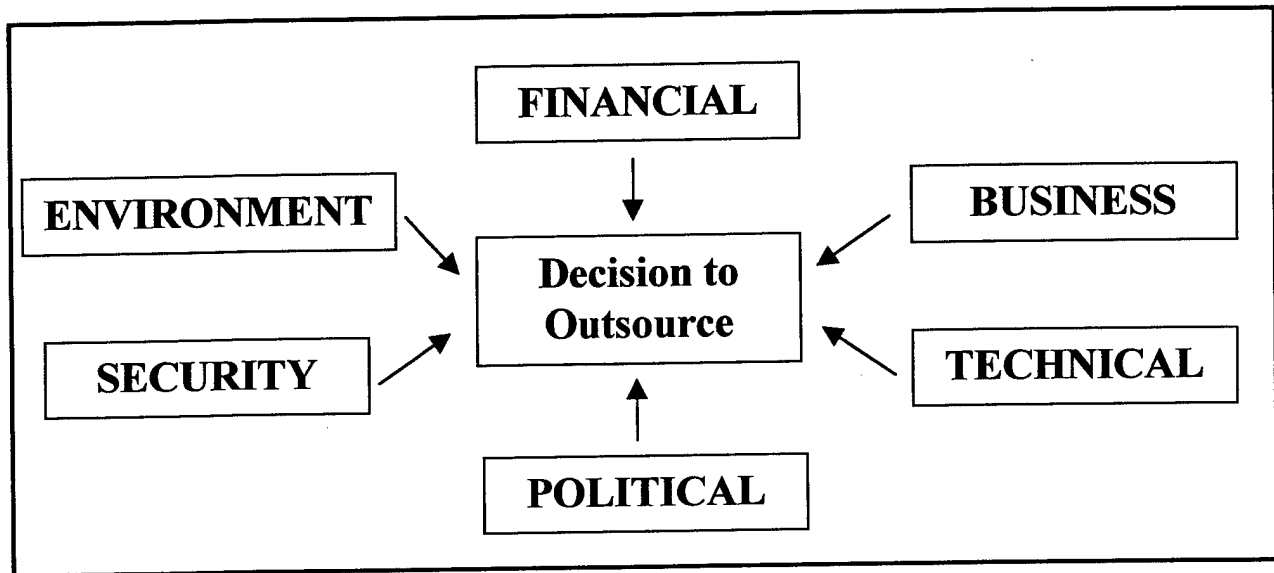 FINANCIAL
ENVIRONMENT
BUSINESS
Decision to
Outsource
SECURITY
TECHNICAL
POLITICAL